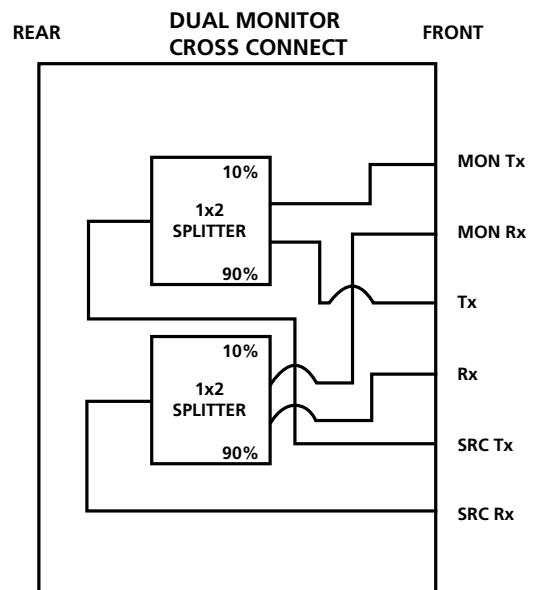 DUAL MONITOR
CROSS CONNECT
REAR
FRONT
10%
1x2
SPLITTER
90%
10%
1x2
SPLITTER
90%
MON Tx
MON Rx
Tx
Rx
SRC Tx
SRC Rx